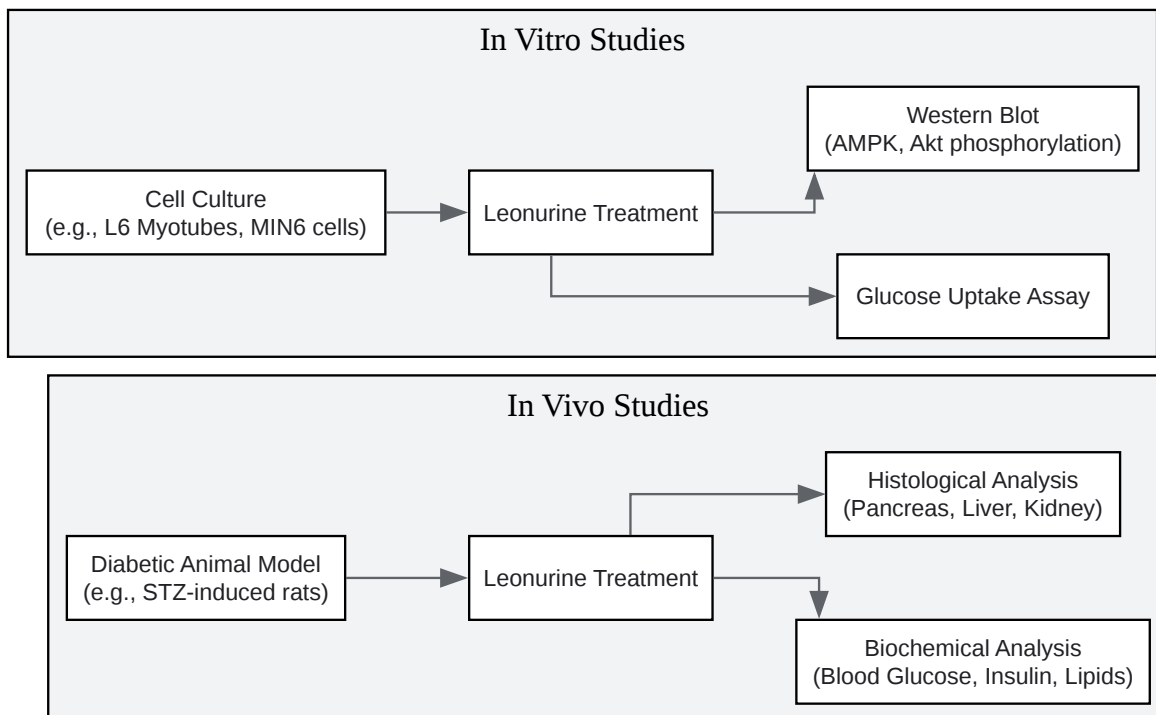 In Vitro Studies
Western Blot
(AMPK, Akt phosphorylation)
Cell Culture
(e.g., L6 Myotubes, MIN6 cells)
Leonurine Treatment
Glucose Uptake Assay
In Vivo Studies
Histological Analysis
(Pancreas, Liver, Kidney)
Diabetic Animal Model
(e.g., STZ-induced rats)
Leonurine Treatment
Biochemical Analysis
(Blood Glucose, Insulin, Lipids)